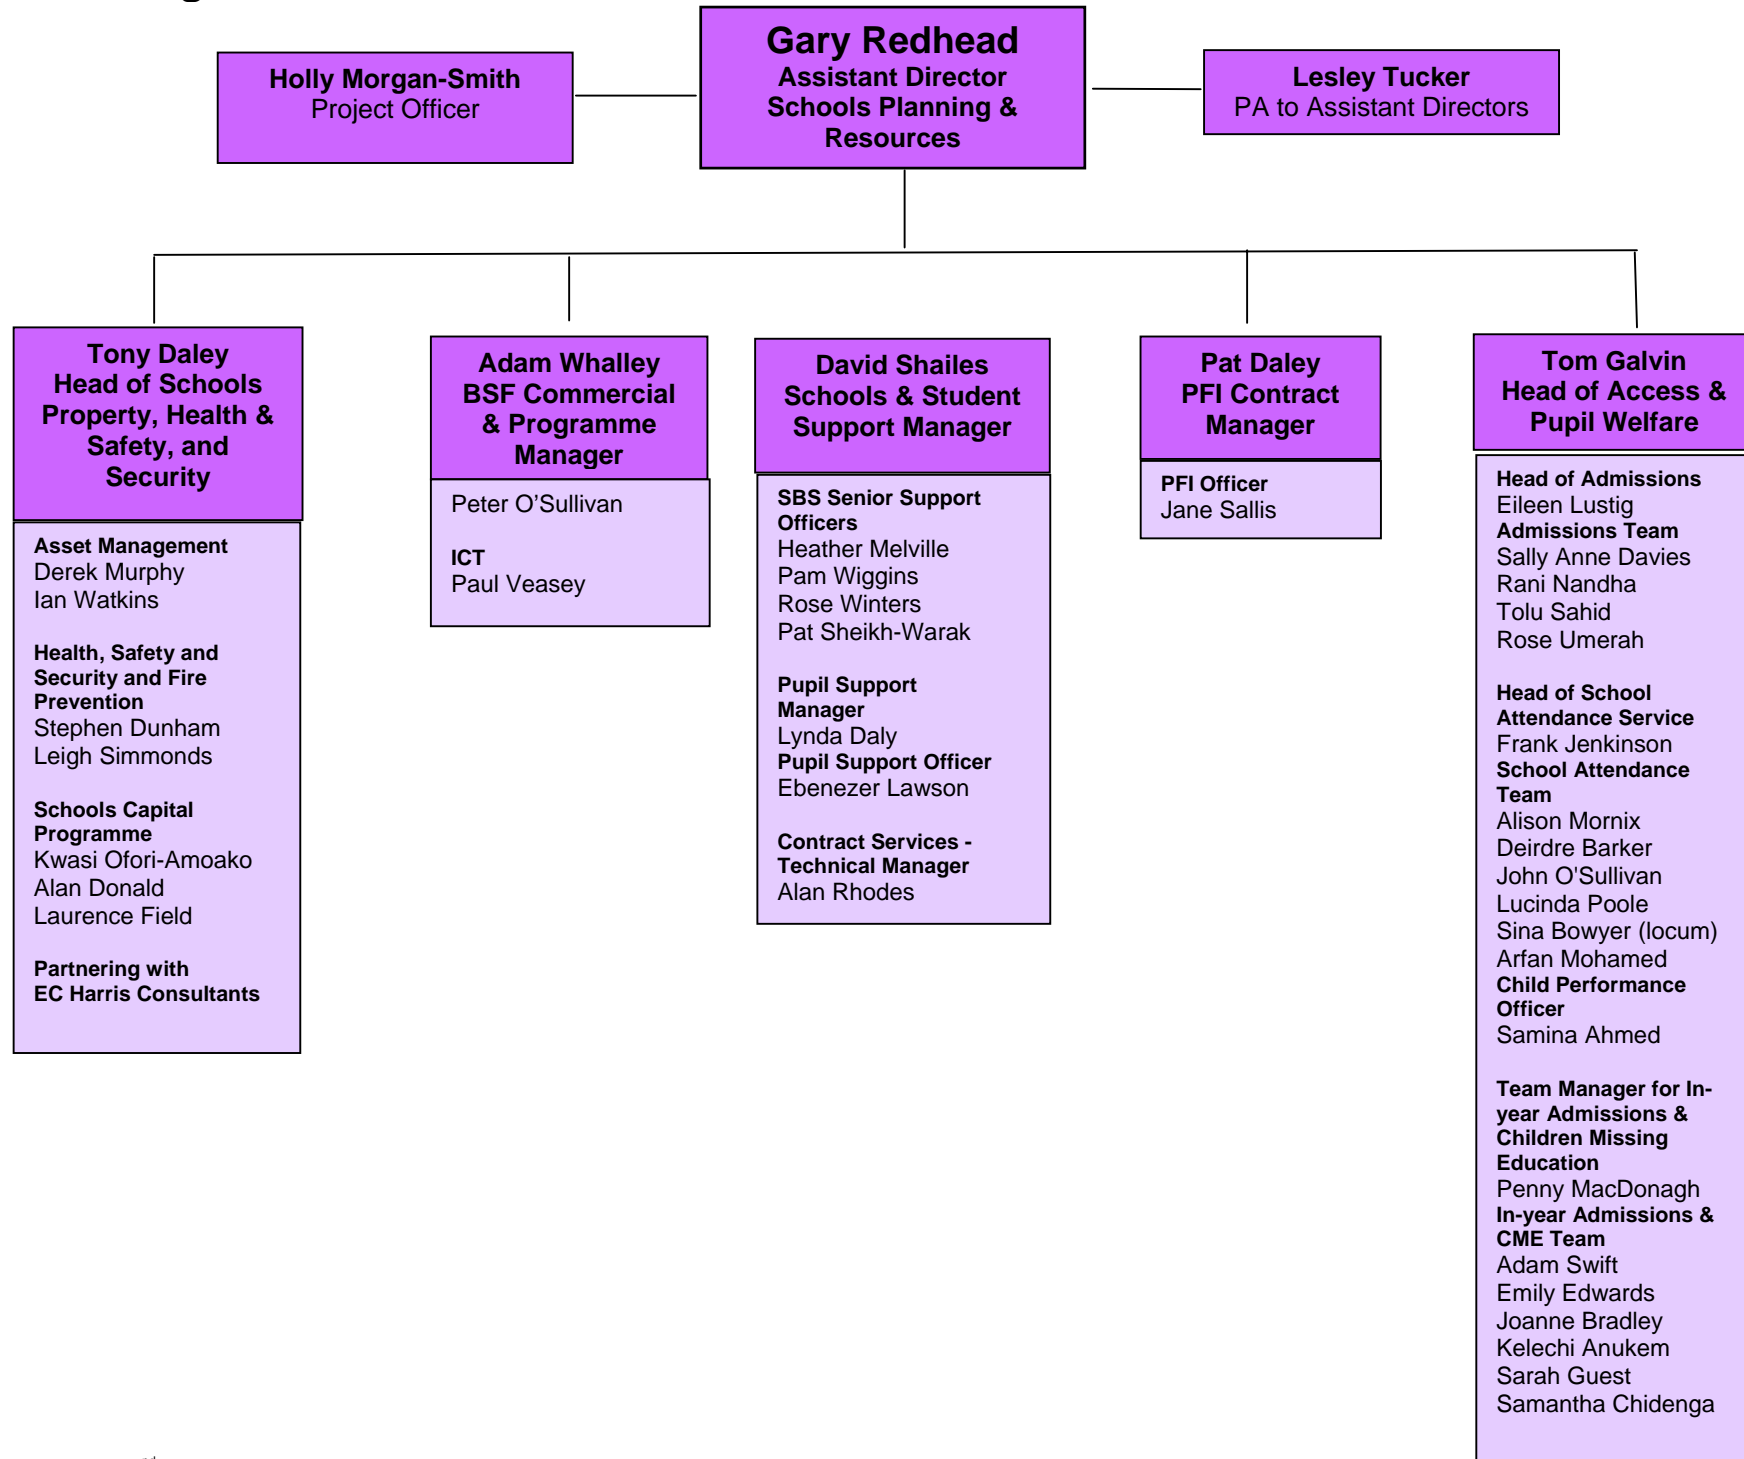 Holly Morgan-Smith
Project Officer
Gary Redhead
Assistant Director
Schools Planning &
Resources
Lesley Tucker
PA to Assistant Directors
Tony Daley
Head of Schools
Property, Health &
Safety, and
Security
Asset Management
Derek Murphy
Ian Watkins
Health, Safety and
Security and Fire
Prevention
Stephen Dunham
Leigh Simmonds
Schools Capital
Programme
Kwasi Ofori-Amoako
Alan Donald
Laurence Field
Partnering with
EC Harris Consultants
Adam Whalley
BSF Commercial
& Programme
Manager
Peter O’Sullivan
ICT
Paul Veasey
David Shailes
Schools & Student
Support Manager
SBS Senior Support
Officers
Heather Melville
Pam Wiggins
Rose Winters
Pat Sheikh-Warak
Pupil Support
Manager
Lynda Daly
Pupil Support Officer
Ebenezer Lawson
Contract Services -
Technical Manager
Alan Rhodes
Pat Daley
PFI Contract
Manager
PFI Officer
Jane Sallis
Tom Galvin
Head of Access &
Pupil Welfare
Head of Admissions
Eileen Lustig
Admissions Team
Sally Anne Davies
Rani Nandha
Tolu Sahid
Rose Umerah
Head of School
Attendance Service
Frank Jenkinson
School Attendance
Team
Alison Mornix
Deirdre Barker
John O'Sullivan
Lucinda Poole
Sina Bowyer (locum)
Arfan Mohamed
Child Performance
Officer
Samina Ahmed
Team Manager for In-
year Admissions &
Children Missing
Education
Penny MacDonagh
In-year Admissions &
CME Team
Adam Swift
Emily Edwards
Joanne Bradley
Kelechi Anukem
Sarah Guest
Samantha Chidenga